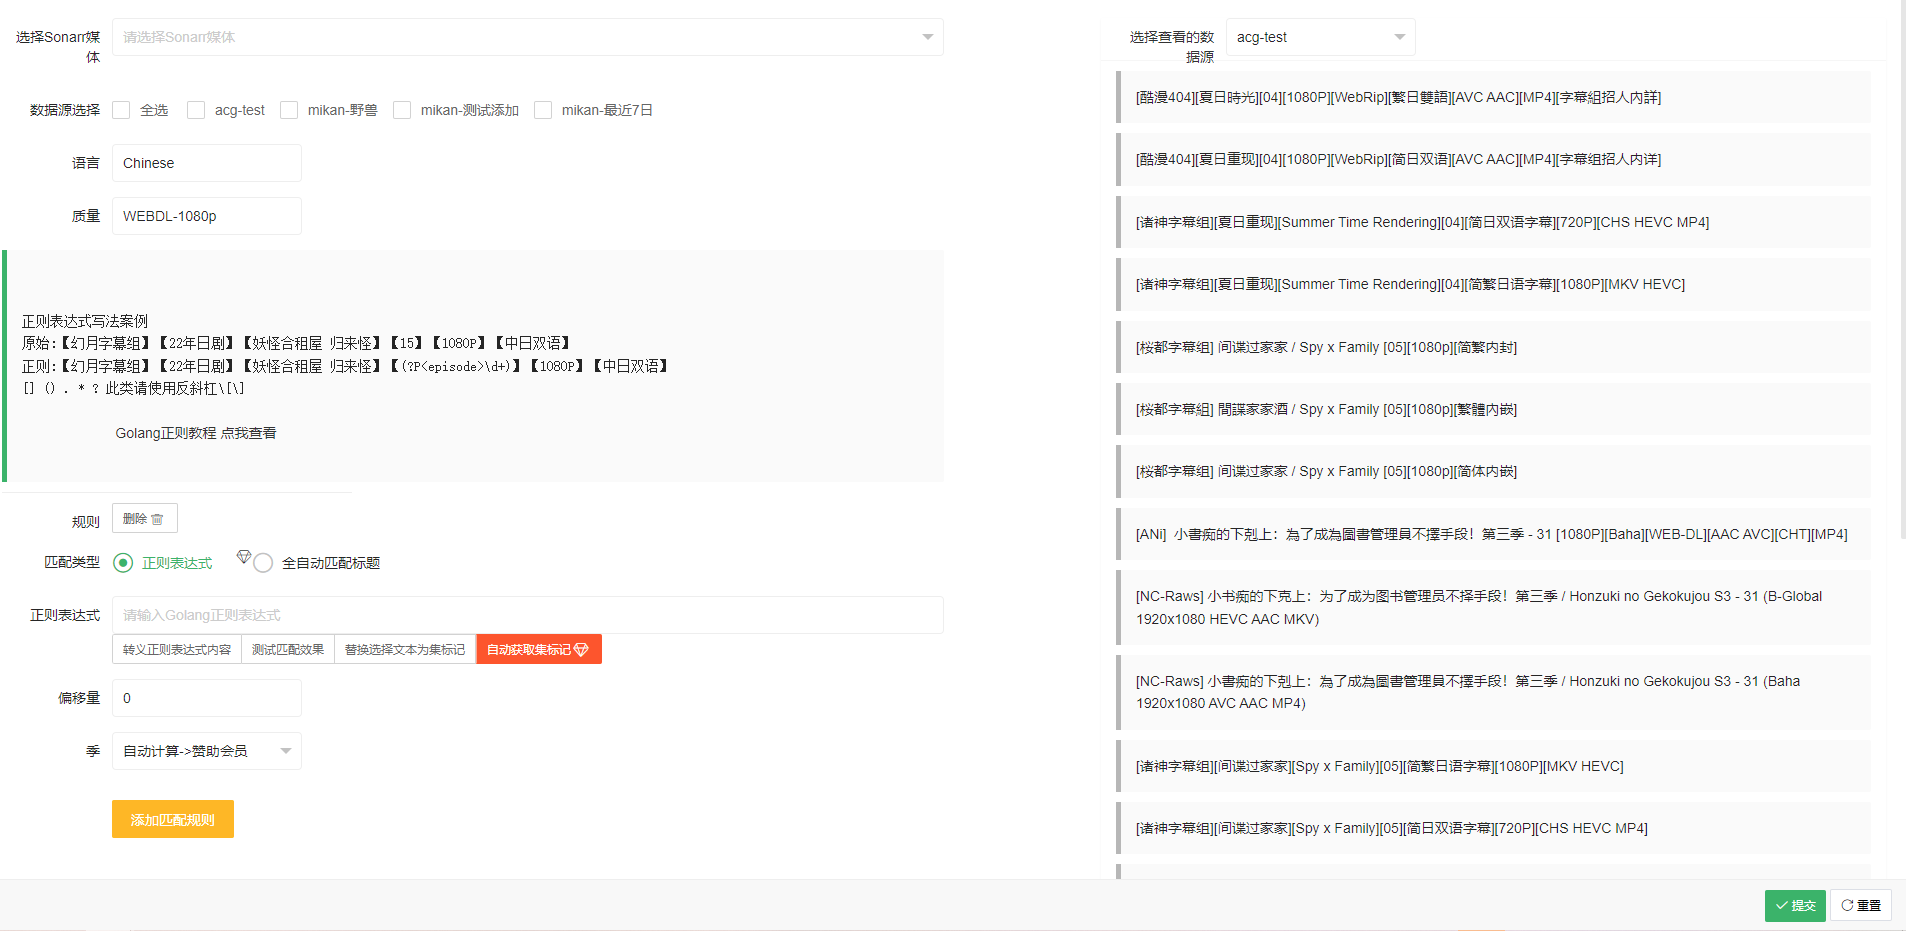 选择Sonarr媒
体
请选择Sonarr媒体
数据源选择 全选 acg-test mikan-野兽 mikan-测试添加 mikan-最近7日
语言 Chinese
质量 WEBDL-1080p
正则表达式写法案例
原始:【幻月字幕组】【22年日剧】【妖怪合租屋 归来怪】【15】【1080P】【中日双语】
正则:【幻月字幕组】【22年日剧】【妖怪合租屋 归来怪】【(?P<episode>\d+)】【1080P】【中日双语】
[] () . * ? 此类请使用反斜杠\[\]
Golang正则教程 点我查看
规则 删除
匹配类型 正则表达式 全自动匹配标题
正则表达式 请输入Golang正则表达式
转义正则表达式内容 测试匹配效果 替换选择文本为集标记 自动获取集标记
偏移量 0
季 自动计算->赞助会员
添加匹配规则
选择查看的数
据源
acg-test
[酷漫404][夏日時光][04][1080P][WebRip][繁日雙語][AVC AAC][MP4][字幕組招人内詳]
[酷漫404][夏日重现][04][1080P][WebRip][简日双语][AVC AAC][MP4][字幕组招人内详]
[诸神字幕组][夏日重现][Summer Time Rendering][04][简日双语字幕][720P][CHS HEVC MP4]
[诸神字幕组][夏日重现][Summer Time Rendering][04][简繁日语字幕][1080P][MKV HEVC]
[桜都字幕组] 间谍过家家 / Spy x Family [05][1080p][简繁内封]
[桜都字幕組] 間諜家家酒 / Spy x Family [05][1080p][繁體内嵌]
[桜都字幕组] 间谍过家家 / Spy x Family [05][1080p][简体内嵌]
[ANi] 小書痴的下剋上：為了成為圖書管理員不擇手段！第三季 - 31 [1080P][Baha][WEB-DL][AAC AVC][CHT][MP4]
[NC-Raws] 小书痴的下克上：为了成为图书管理员不择手段！第三季 / Honzuki no Gekokujou S3 - 31 (B-Global
1920x1080 HEVC AAC MKV)
[NC-Raws] 小書痴的下剋上：為了成為圖書管理員不擇手段！第三季 / Honzuki no Gekokujou S3 - 31 (Baha
1920x1080 AVC AAC MP4)
[诸神字幕组][间谍过家家][Spy x Family][05][简繁日语字幕][1080P][MKV HEVC]
[诸神字幕组][间谍过家家][Spy x Family][05][简日双语字幕][720P][CHS HEVC MP4]
提交 重置